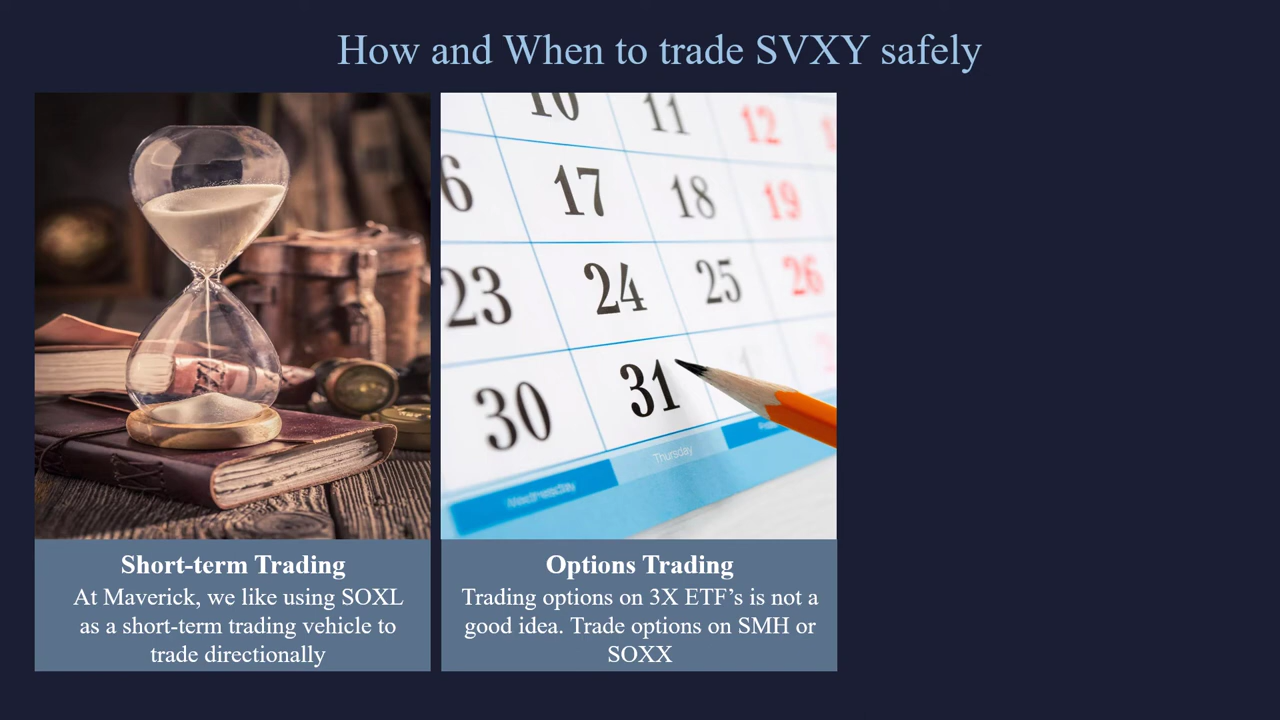 How and When to trade SVXY safely
10 11 12 1
6 17 18 19
23 24 25 26
30 31
Wednesday Thursday
Short-term Trading
At Maverick, we like using SOXL
as a short-term trading vehicle to
trade directionally
Options Trading
Trading options on 3X ETF’s is not a
good idea. Trade options on SMH or
SOXX